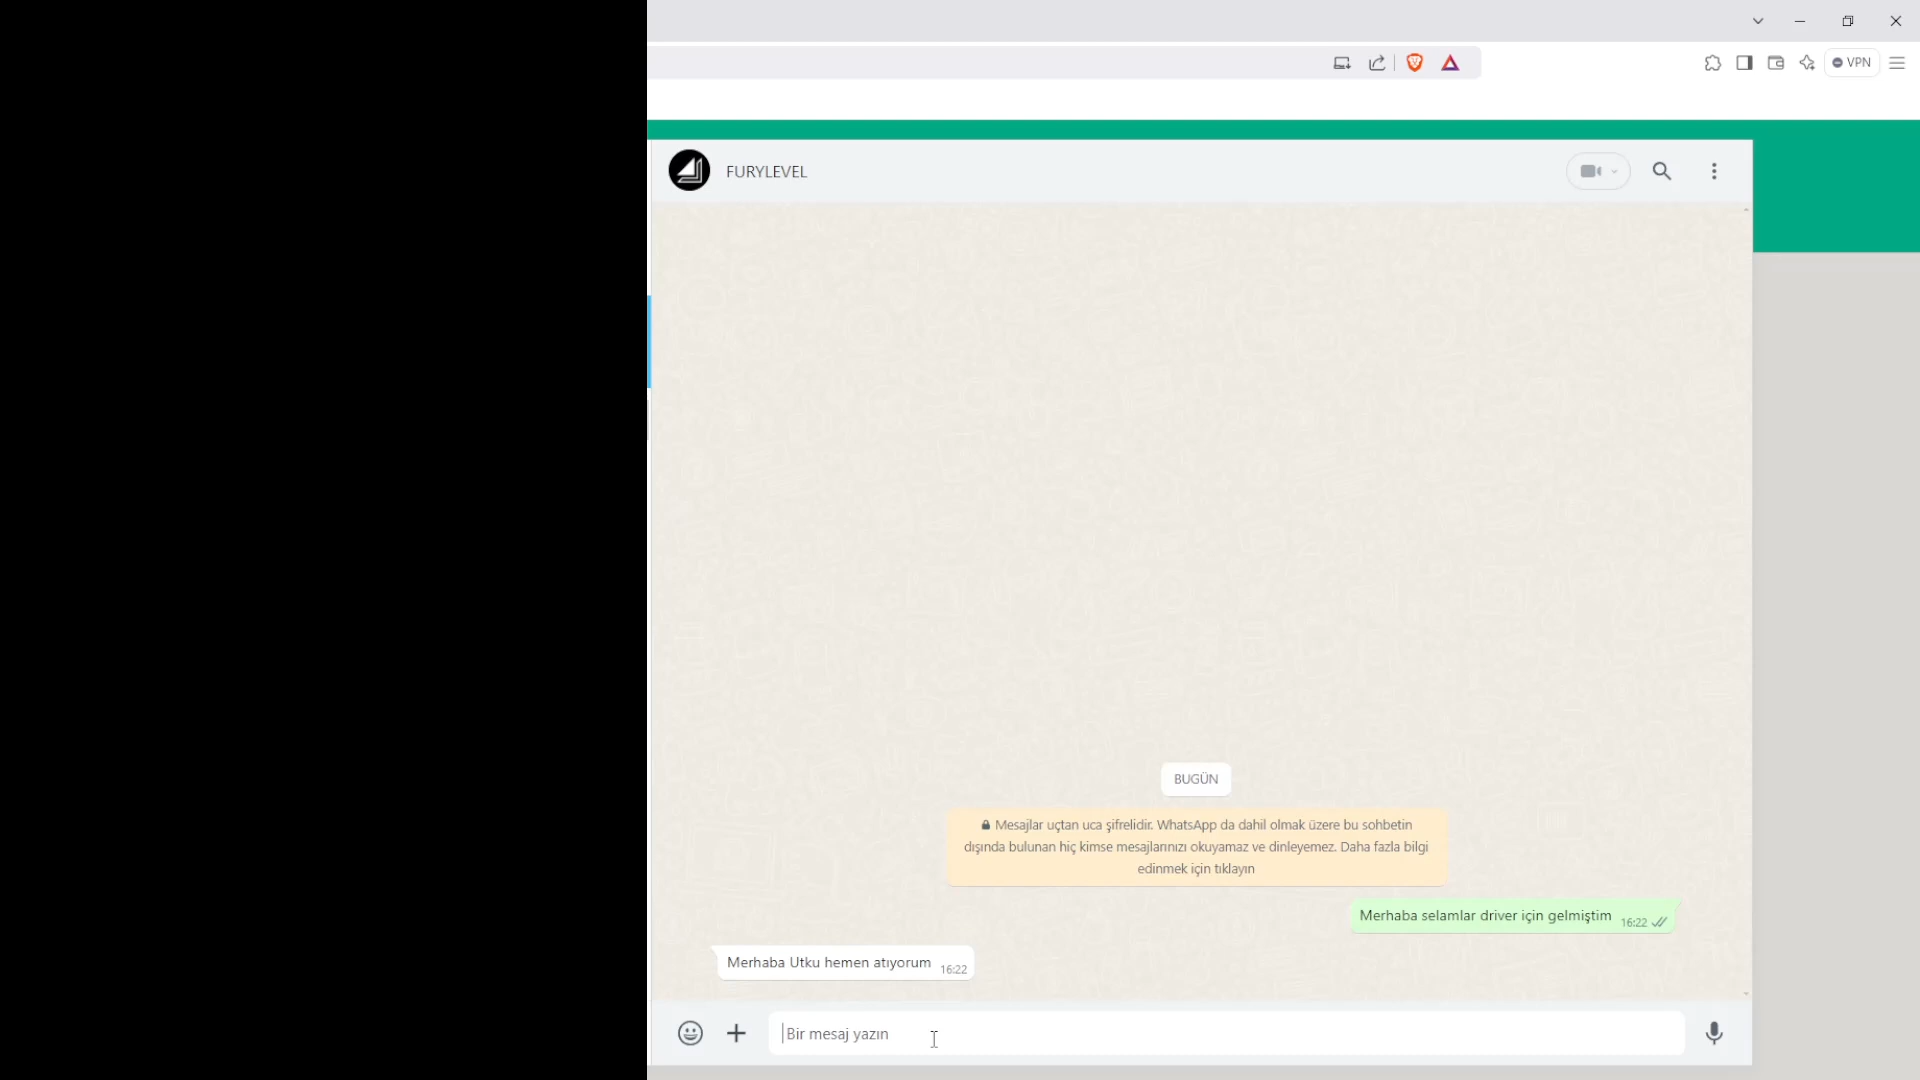 VPN
FURYLEVEL
BUGÜN
Mesajlar uçtan uca şifrelidir. WhatsApp da dahil olmak üzere bu sohbetin
dışında bulunan hiç kimse mesajlarınızı okuyamaz ve dinleyemez. Daha fazla bilgi
edinmek için tıklayın
Merhaba selamlar driver için gelmiştim 16:22
Merhaba Utku hemen atıyorum 16:22
Bir mesaj yazın